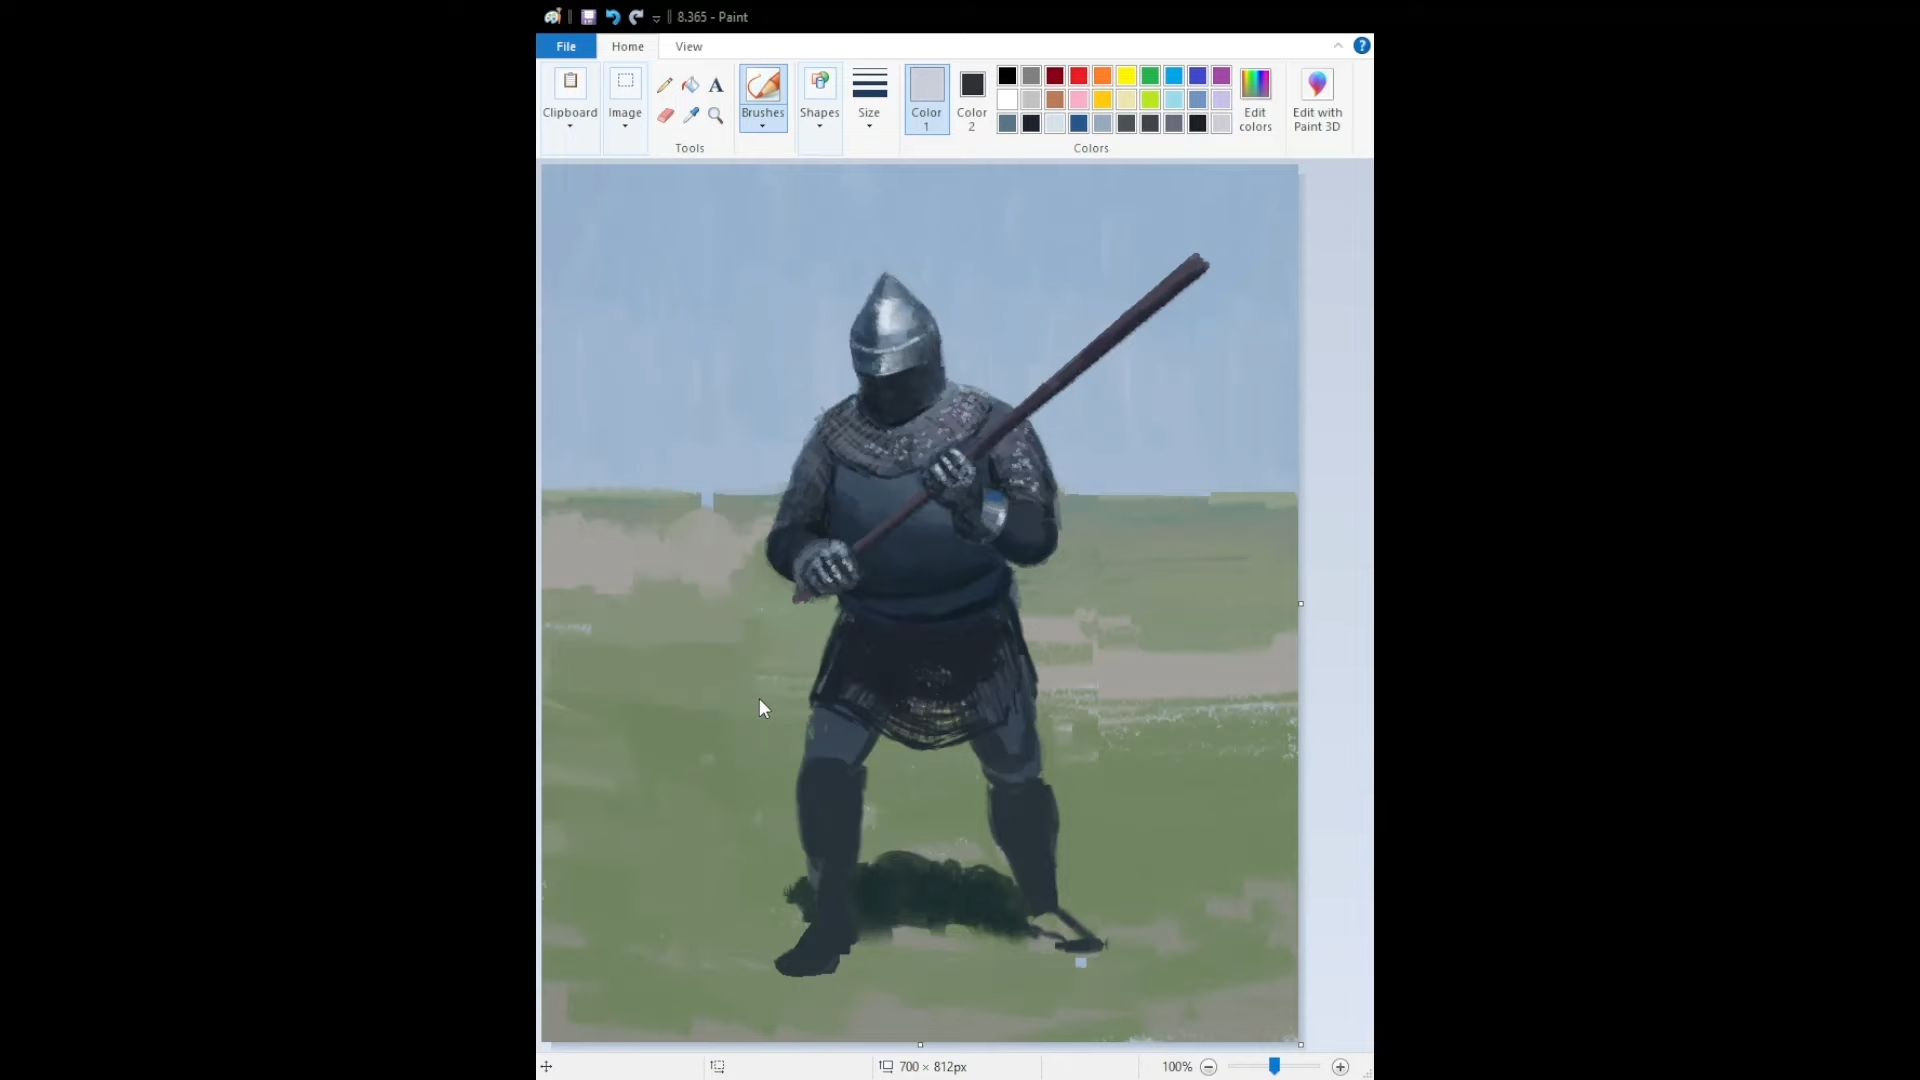 8.365 - Paint
File Home View
Clipboard Image Brushes Shapes Size Color 1 Color 2 Edit colors Edit with Paint 3D
Tools Colors
700 × 812px 100%